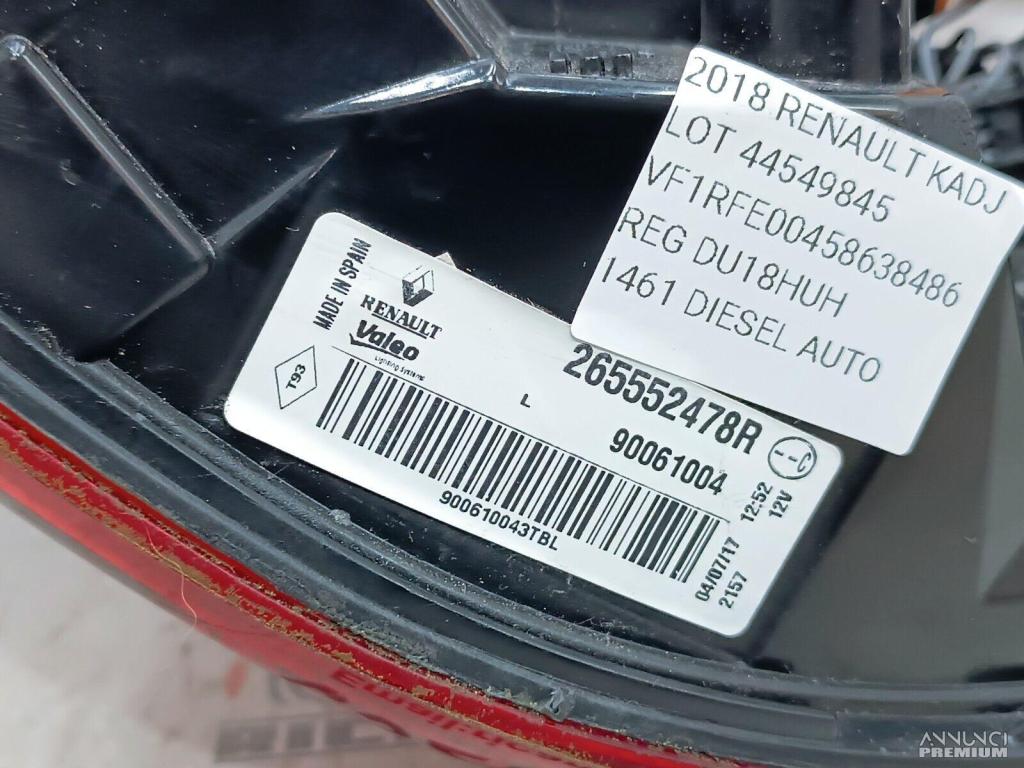 2018 RENAULT KADJ
LOT 44549845
VF1RFE00458638486
REG DU18HUH
1461 DIESEL AUTO
MADE IN SPAIN
RENAULT
Valeo
Lighting Systems
T93
L
265552478R
90061004
900610043TBL
12:52
12V
04/07/17
2157
ANNUNCI
PREMIUM